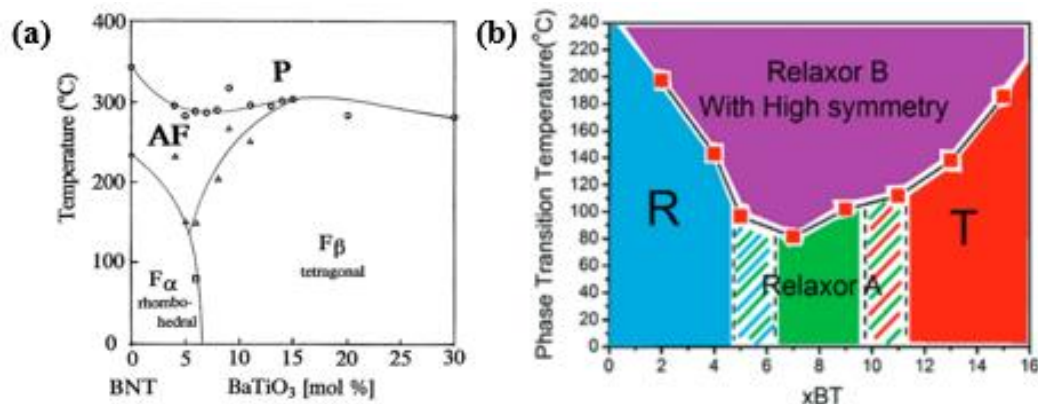 (a)
Temperature (°C)
400
300
200
100
0
P
AF
Fα
rhombo-
hedral
Fβ
tetragonal
0 5 10 15 20 25 30
BNT BaTiO3 [mol %]
(b)
Phase Transition Temperature(°C)
240
220
200
180
160
140
120
100
80
60
40
20
0
Relaxor B
With High symmetry
R
T
Relaxor A
0 2 4 6 8 10 12 14 16
xBT